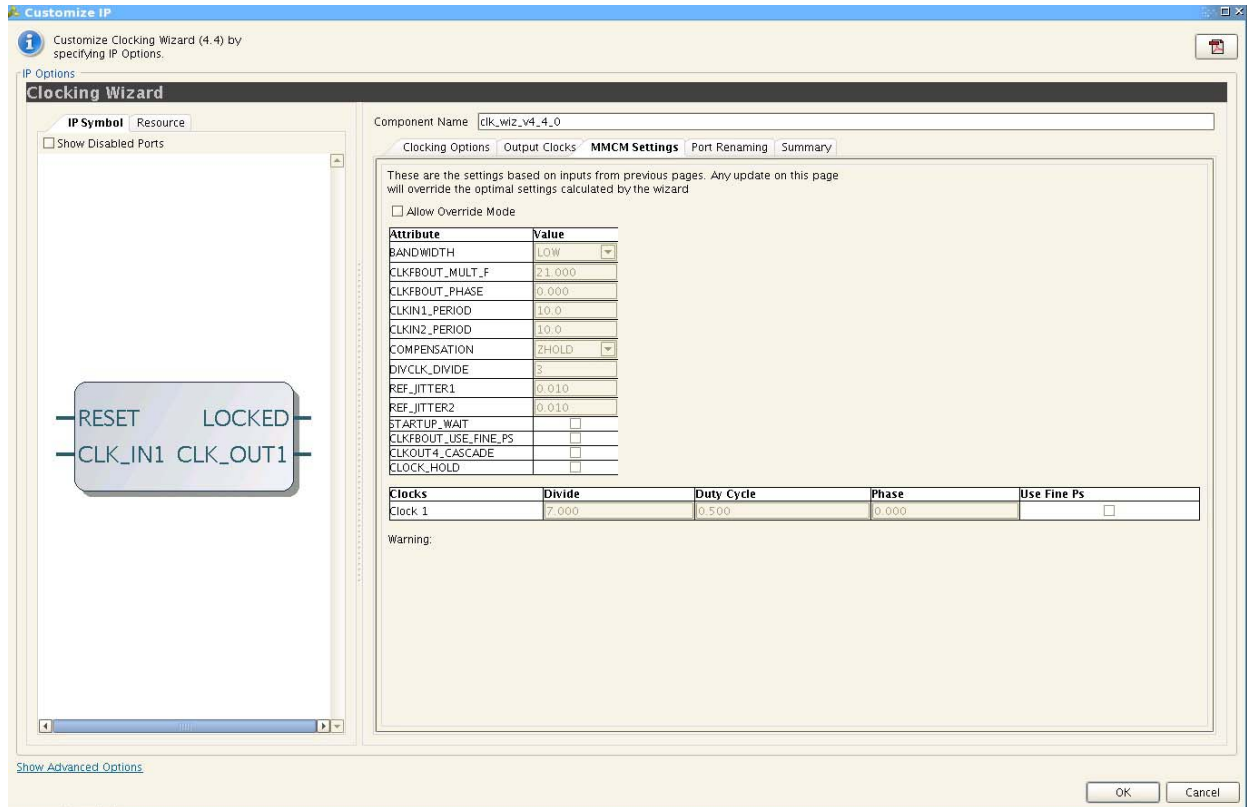 Customize IP
Customize Clocking Wizard (4.4) by
specifying IP Options.
IP Options
Clocking Wizard
IP Symbol Resource
Show Disabled Ports
RESET LOCKED
CLK_IN1 CLK_OUT1
Component Name clk_wiz_v4_4_0
Clocking Options Output Clocks MMCM Settings Port Renaming Summary
These are the settings based on inputs from previous pages. Any update on this page
will override the optimal settings calculated by the wizard
Allow Override Mode
Attribute Value
BANDWIDTH LOW
CLKFBOUT_MULT_F 21.000
CLKFBOUT_PHASE 0.000
CLKIN1_PERIOD 10.0
CLKIN2_PERIOD 10.0
COMPENSATION ZHOLD
DIVCLK_DIVIDE 3
REF_JITTER1 0.010
REF_JITTER2 0.010
STARTUP_WAIT
CLKFBOUT_USE_FINE_PS
CLKOUT4_CASCADE
CLOCK_HOLD
Clocks Divide Duty Cycle Phase Use Fine Ps
Clock 1 7.000 0.500 0.000
Warning:
Show Advanced Options
OK Cancel